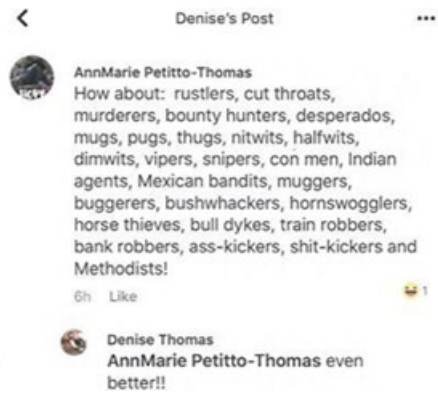 Denise's Post
AnnMarie Petitto-Thomas
How about: rustlers, cut throats,
murderers, bounty hunters, desperados,
mugs, pugs, thugs, nitwits, halfwits,
dimwits, vipers, snipers, con men, Indian
agents, Mexican bandits, muggers,
buggerers, bushwhackers, hornswogglers,
horse thieves, bull dykes, train robbers,
bank robbers, ass-kickers, shit-kickers and
Methodists!
6h Like
1
Denise Thomas
AnnMarie Petitto-Thomas even
better!!